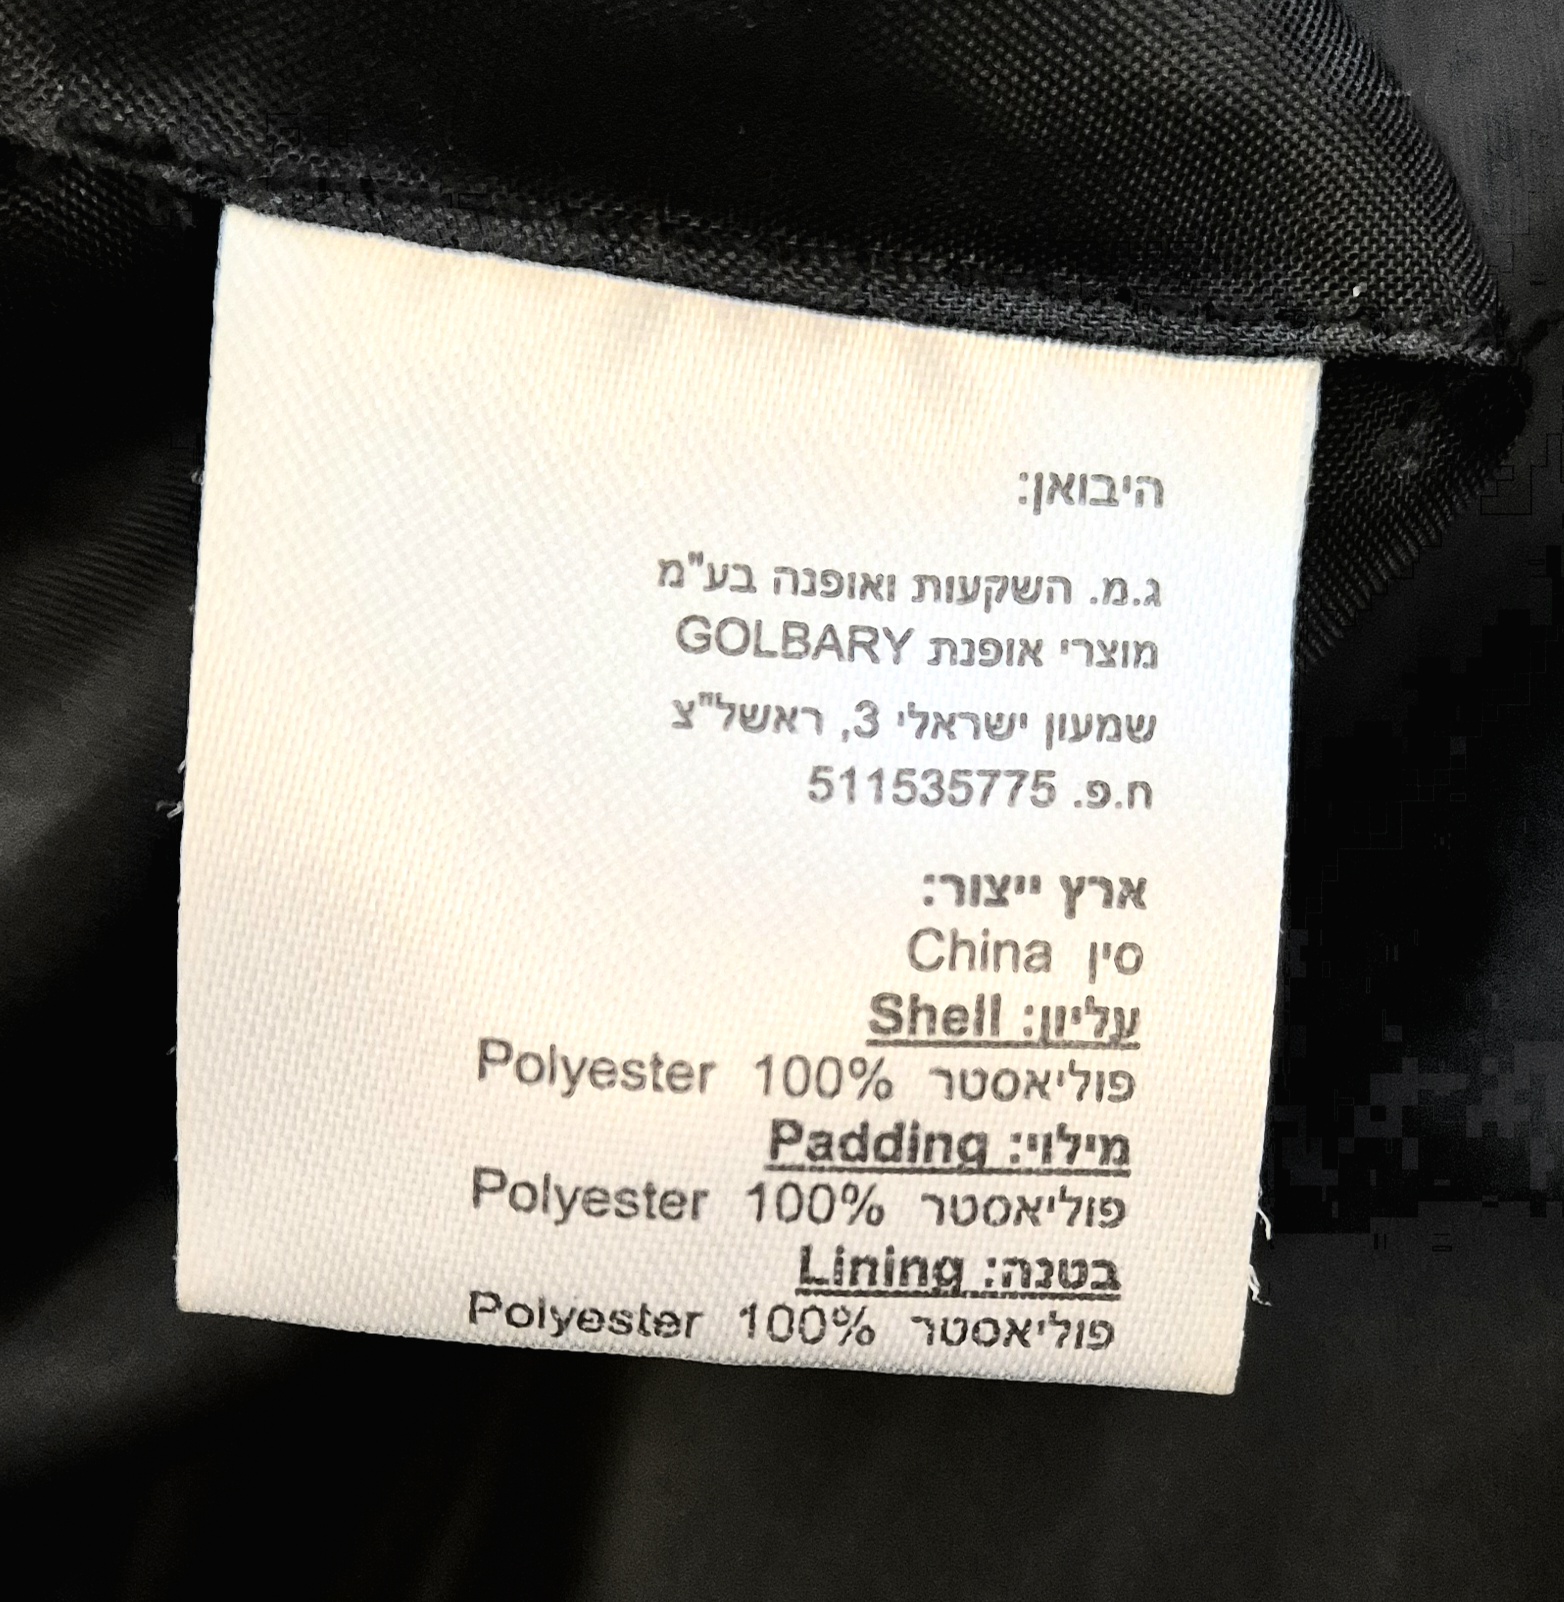 היבואן:
ג.מ. השקעות ואופנה בע"מ
מוצרי אופנת GOLBARY
שמעון ישראלי 3, ראשל"צ
ח.פ. 511535775
ארץ ייצור:
סין China
עליון: Shell
פוליאסטר 100% Polyester
מילוי: Padding
פוליאסטר 100% Polyester
בטנה: Lining
פוליאסטר 100% Polyester